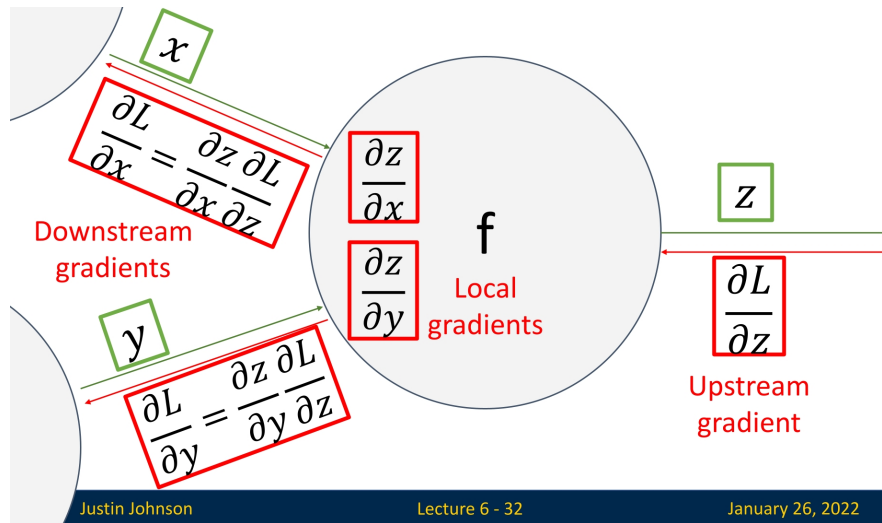 x
∂L/∂x = ∂z/∂x ∂L/∂z
Downstream
gradients
y
∂L/∂y = ∂z/∂y ∂L/∂z
∂z/∂x
∂z/∂y
f
Local
gradients
z
∂L/∂z
Upstream
gradient
Justin Johnson
Lecture 6 - 32
January 26, 2022